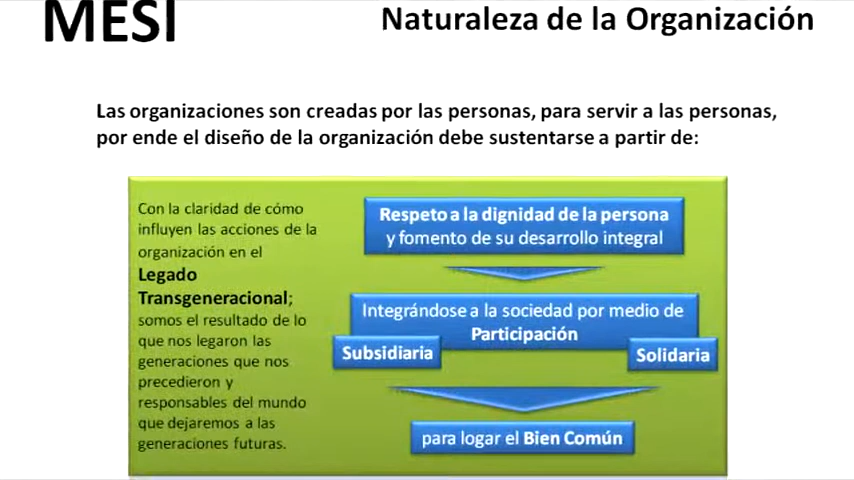 MESI
Naturaleza de la Organización
Las organizaciones son creadas por las personas, para servir a las personas,
por ende el diseño de la organización debe sustentarse a partir de:
Con la claridad de cómo
influyen las acciones de la
organización en el
Legado
Transgeneracional;
somos el resultado de lo
que nos legaron las
generaciones que nos
precedieron y
responsables del mundo
que dejaremos a las
generaciones futuras.
Respeto a la dignidad de la persona
y fomento de su desarrollo integral
Integrándose a la sociedad por medio de
Participación
Subsidiaria
Solidaria
para logar el Bien Común